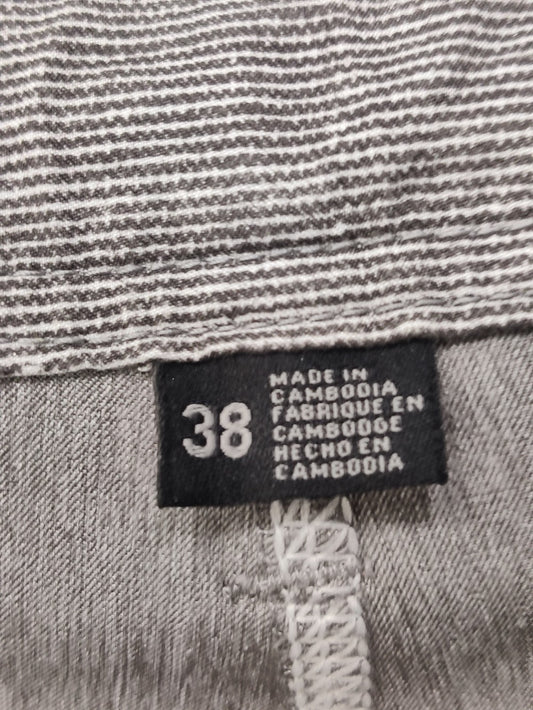 38
MADE IN
CAMBODIA
FABRIQUE EN
CAMBODGE
HECHO EN
CAMBODIA